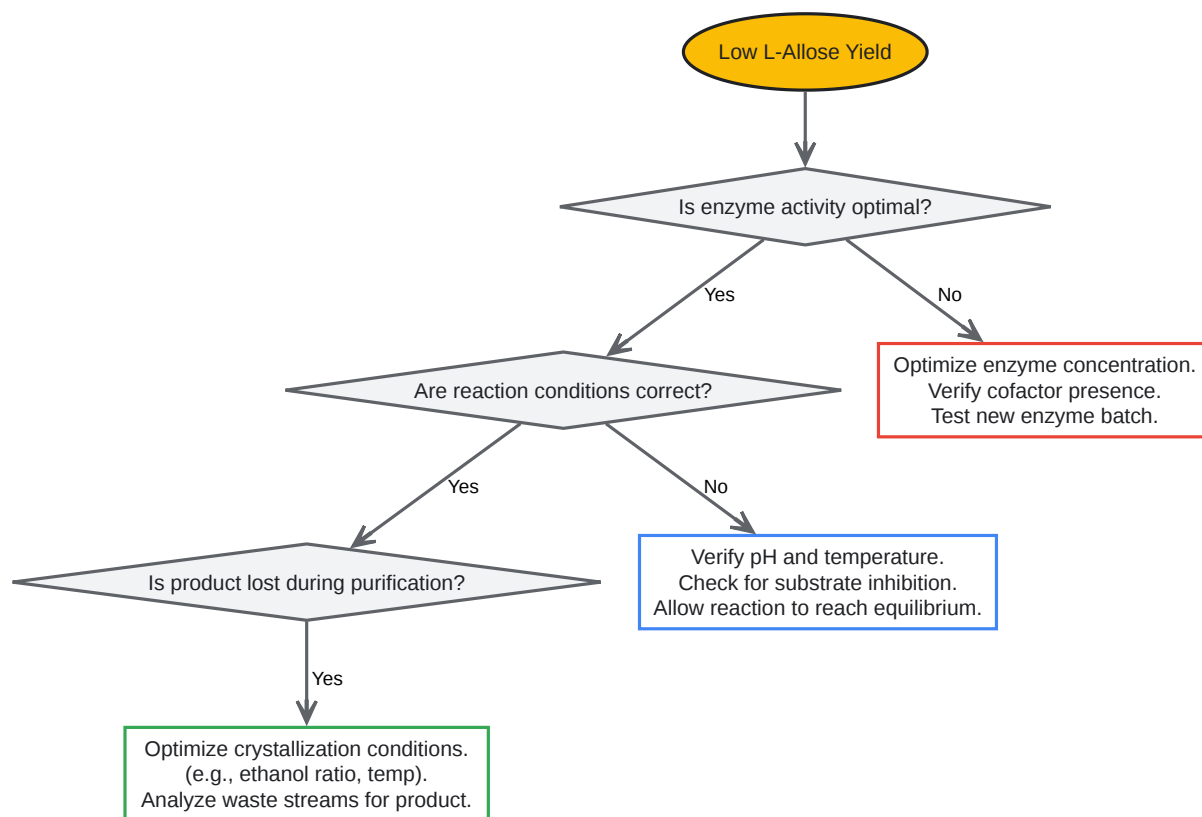 Low L-Allose Yield
Is enzyme activity optimal?
Yes
No
Are reaction conditions correct?
Optimize enzyme concentration.
Verify cofactor presence.
Test new enzyme batch.
Yes
No
Is product lost during purification?
Verify pH and temperature.
Check for substrate inhibition.
Allow reaction to reach equilibrium.
Yes
Optimize crystallization conditions.
(e.g., ethanol ratio, temp).
Analyze waste streams for product.